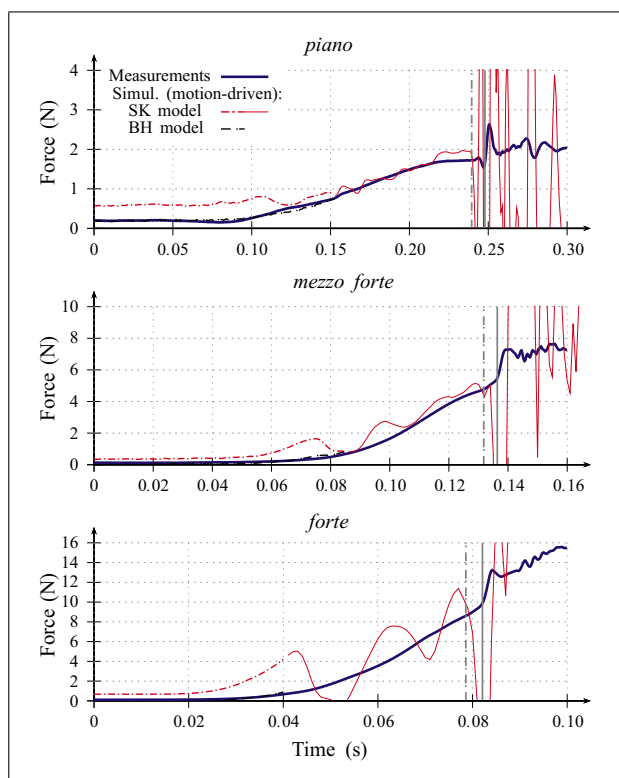 piano
Force (N)
4
3
2
1
0
Measurements
Simul. (motion-driven):
SK model
BH model
0 0.05 0.10 0.15 0.20 0.25 0.30
mezzo forte
Force (N)
10
8
6
4
2
0
0 0.02 0.04 0.06 0.08 0.10 0.12 0.14 0.16
forte
Force (N)
16
14
12
10
8
6
4
2
0
0 0.02 0.04 0.06 0.08 0.10
Time (s)